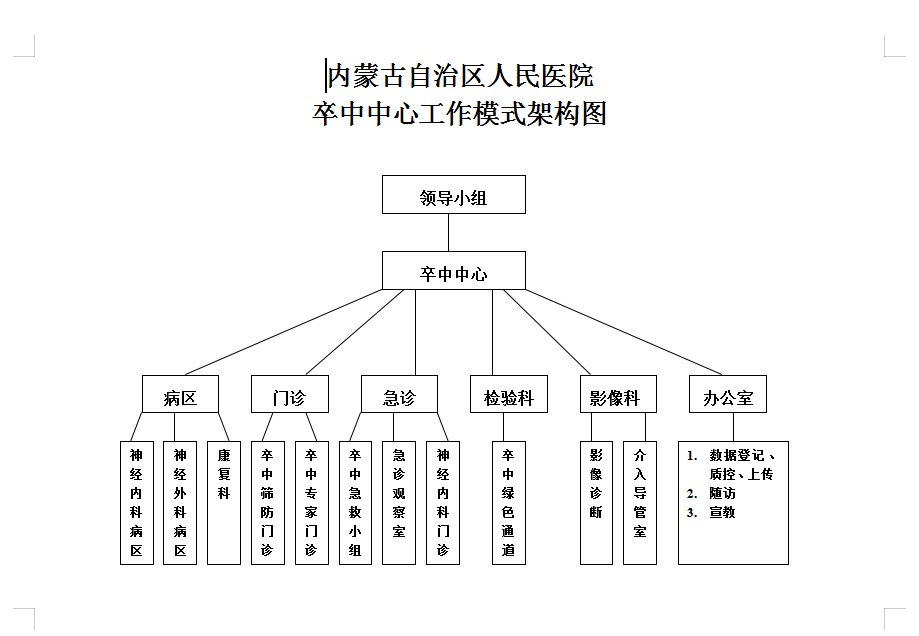 内蒙古自治区人民医院
卒中中心工作模式架构图
领导小组
卒中中心
病区
门诊
急诊
检验科
影像科
办公室
神经内科病区
神经外科病区
康复科
卒中筛防门诊
卒中专家门诊
卒中急救小组
急诊观察室
神经内科门诊
卒中绿色通道
影像诊断
介入导管室
1. 数据登记、
质控、上传
2. 随访
3. 宣教